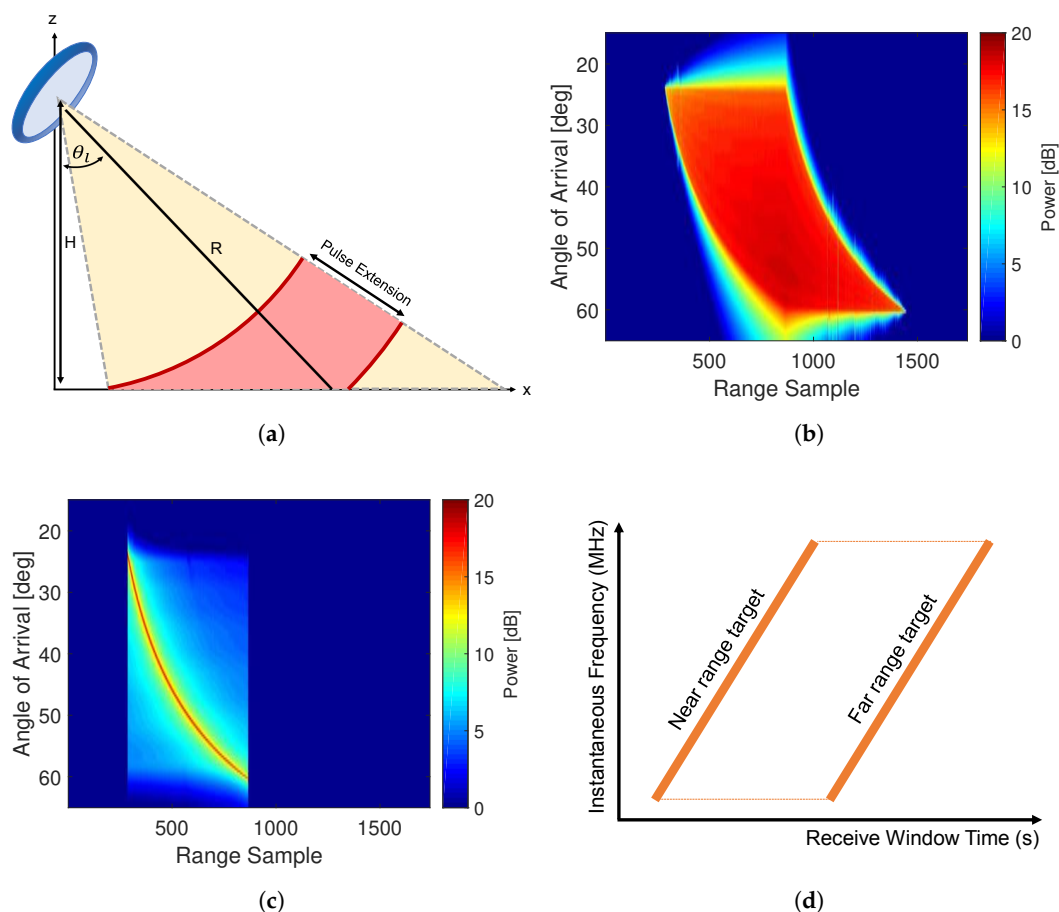 z
θl
H
R
Pulse Extension
x
(a)
Angle of Arrival [deg]
20
30
40
50
60
500 1000 1500
Range Sample
20
15
10
5
0
Power [dB]
(b)
Angle of Arrival [deg]
20
30
40
50
60
500 1000 1500
Range Sample
20
15
10
5
0
Power [dB]
(c)
Instantaneous Frequency (MHz)
Near range target
Far range target
Receive Window Time (s)
(d)